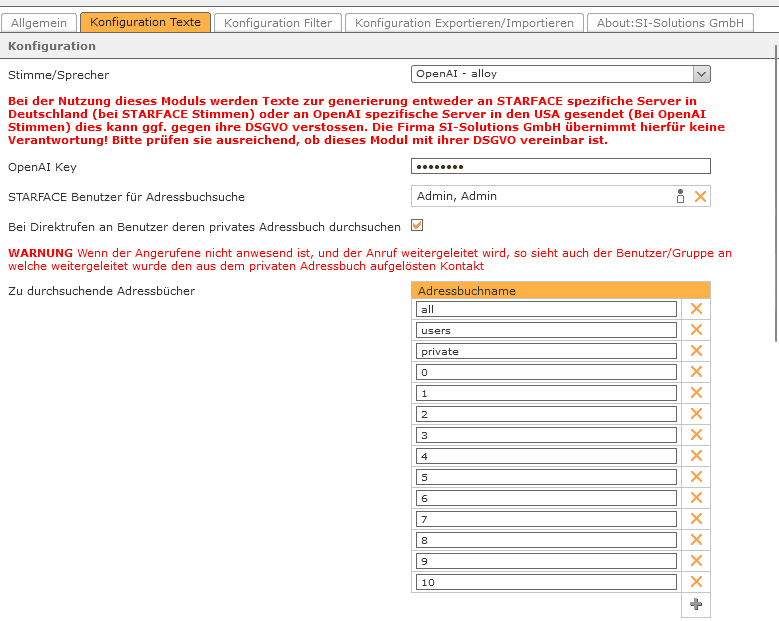 Allgemein
Konfiguration Texte
Konfiguration Filter
Konfiguration Exportieren/Importieren
About:SI-Solutions GmbH
Konfiguration
Stimme/Sprecher
OpenAI - alloy
Bei der Nutzung dieses Moduls werden Texte zur generierung entweder an STARFACE spezifiche Server in
Deutschland (bei STARFACE Stimmen) oder an OpenAI spezifische Server in den USA gesendet (Bei OpenAI
Stimmen) dies kann ggf. gegen ihre DSGVO verstossen. Die Firma SI-Solutions GmbH übernimmt hierfür keine
Verantwortung! Bitte prüfen sie ausreichend, ob dieses Modul mit ihrer DSGVO vereinbar ist.
OpenAI Key
••••••••
STARFACE Benutzer für Adressbuchsuche
Admin, Admin
Bei Direktrufen an Benutzer deren privates Adressbuch durchsuchen
WARNUNG Wenn der Angerufene nicht anwesend ist, und der Anruf weitergeleitet wird, so sieht auch der Benutzer/Gruppe an
welche weitergeleitet wurde den aus dem privaten Adressbuch aufgelösten Kontakt
Zu durchsuchende Adressbücher
Adressbuchname
all
users
private
0
1
2
3
4
5
6
7
8
9
10